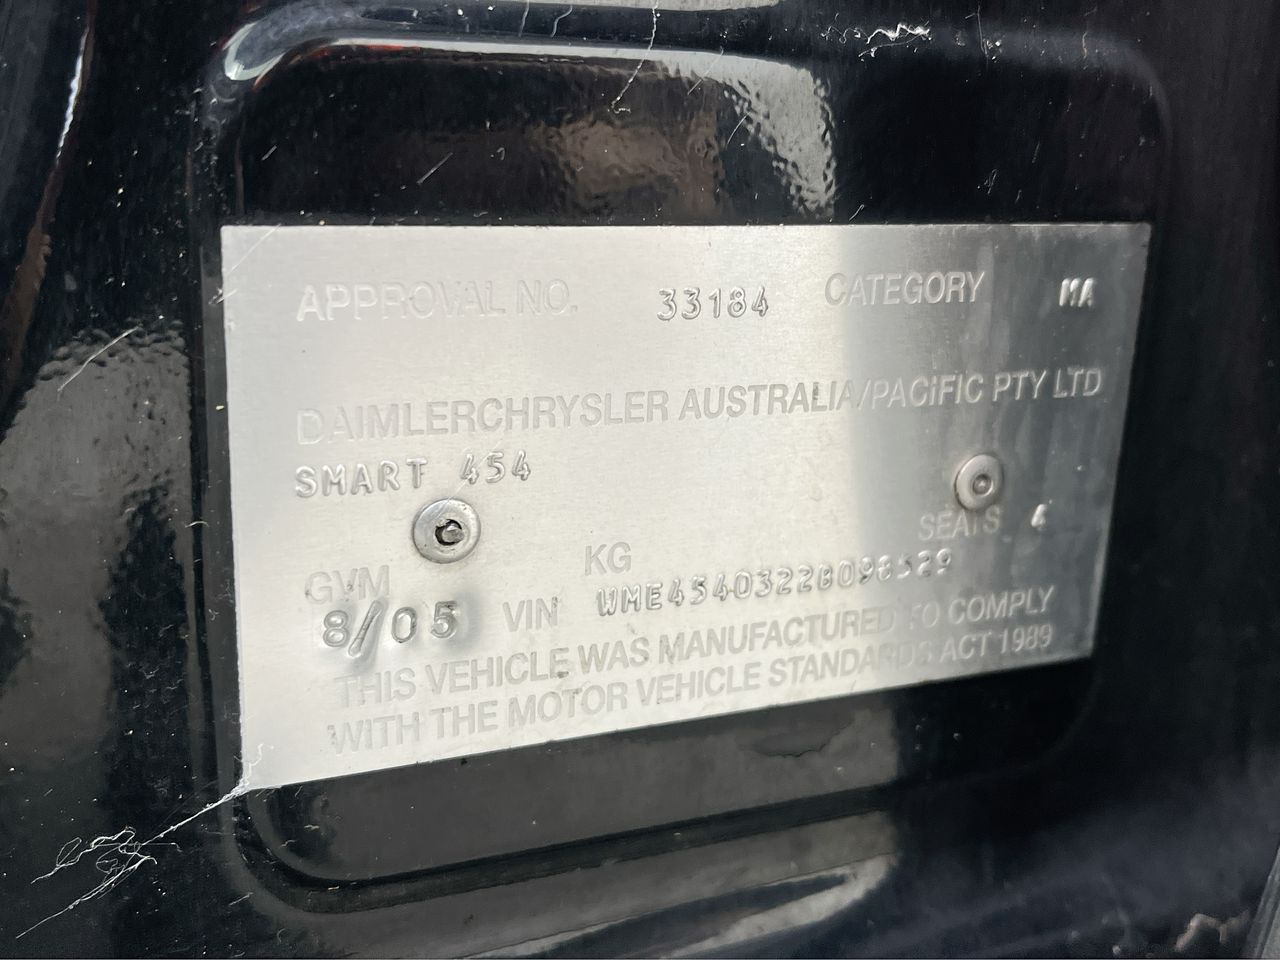 APPROVAL NO. 33184 CATEGORY MA
DAIMLERCHRYSLER AUSTRALIA/PACiFIC PTY LTD
SMART 454
SEATS 4
GVM KG
8/05 VIN WME4540322B098529
THIS VEHICLE WAS MANUFACTURED TO COMPLY
WITH THE MOTOR VEHICLE STANDARDS ACT 1989